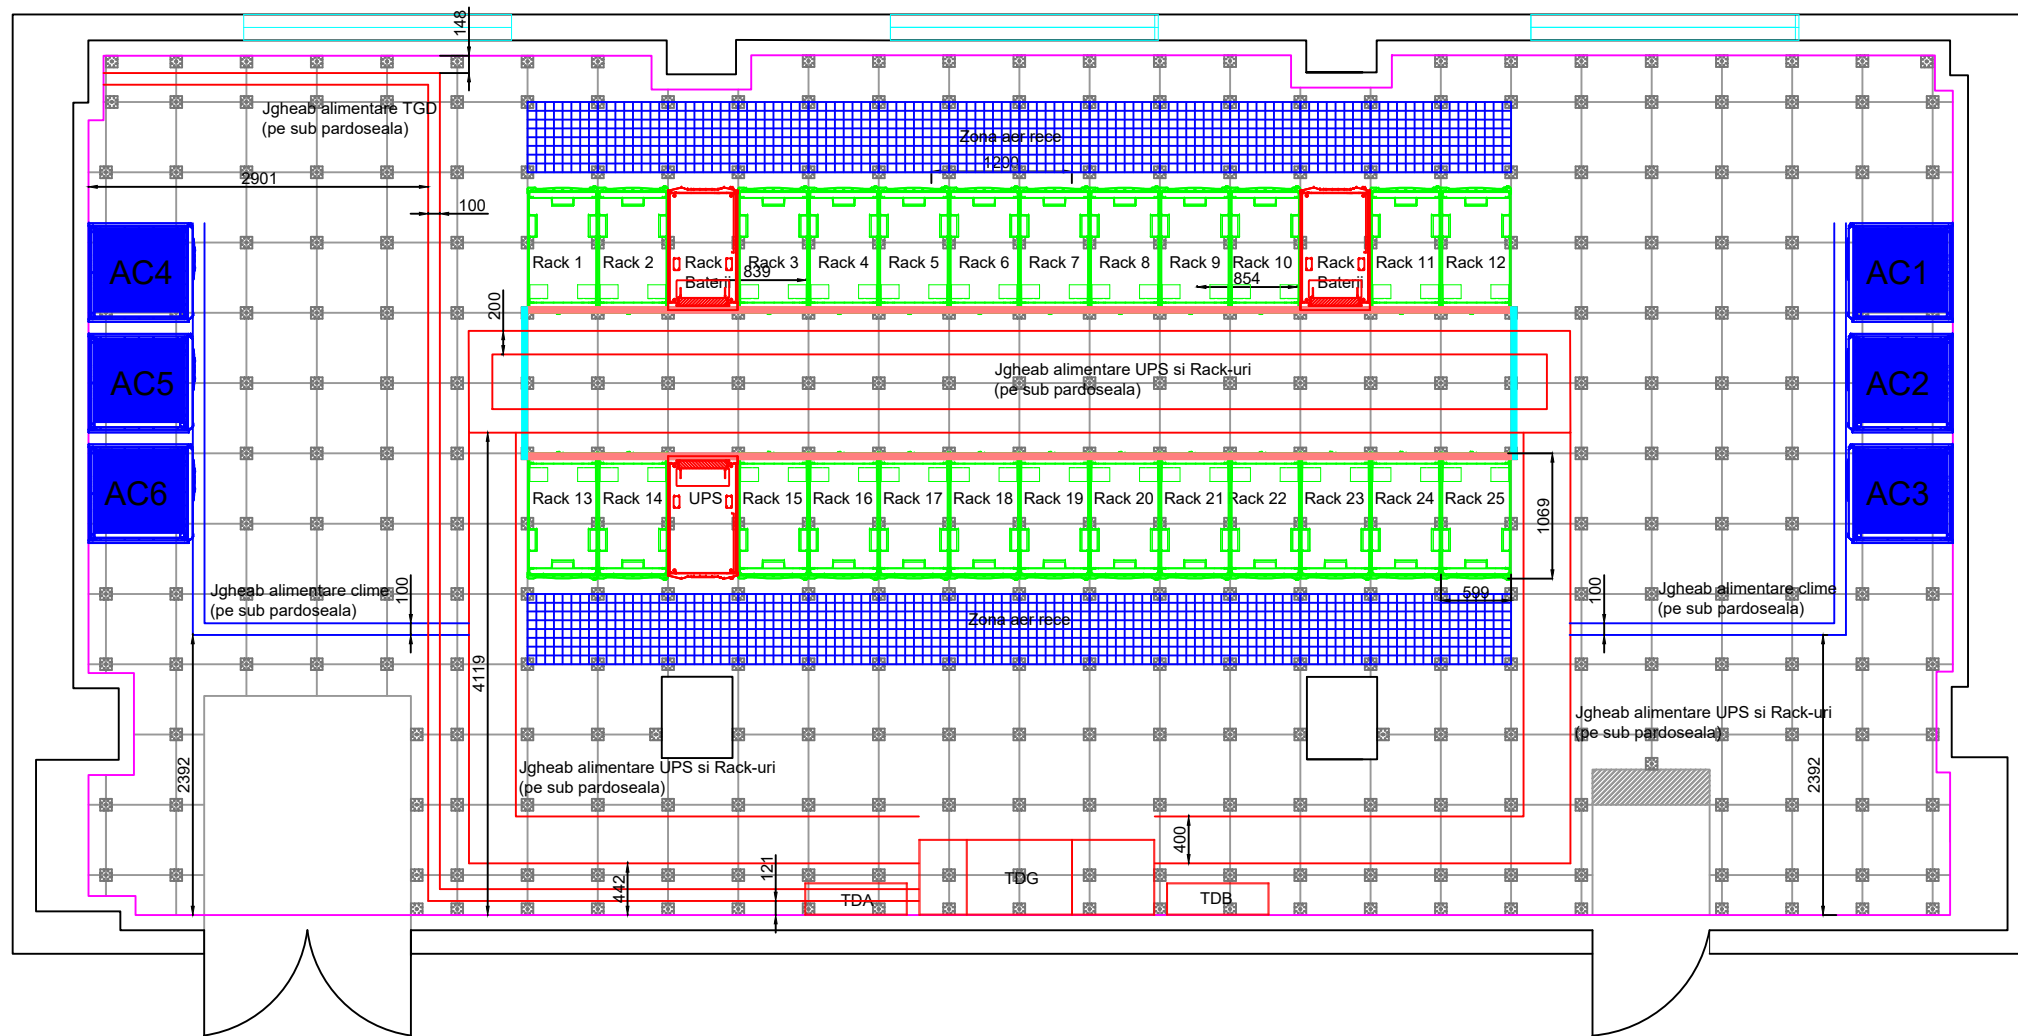 148
Jgheab alimentare TGD
(pe sub pardoseala)
Zona aer rece
1200
2901
100
AC4
Rack 1
Rack 2
Rack
Baterii
Rack 3
839
Rack 4
Rack 5
Rack 6
Rack 7
Rack 8
Rack 9
Rack 10
854
Rack
Baterii
Rack 11
Rack 12
AC1
200
AC5
Jgheab alimentare UPS si Rack-uri
(pe sub pardoseala)
AC2
AC6
Rack 13
Rack 14
UPS
Rack 15
Rack 16
Rack 17
Rack 18
Rack 19
Rack 20
Rack 21
Rack 22
Rack 23
Rack 24
Rack 25
1069
AC3
Jgheab alimentare clime
(pe sub pardoseala)
100
599
100
Jgheab alimentare clime
(pe sub pardoseala)
Zona aer rece
4119
Jgheab alimentare UPS si Rack-uri
(pe sub pardoseala)
2392
Jgheab alimentare UPS si Rack-uri
(pe sub pardoseala)
2392
400
442
121
TDA
TDG
TDB